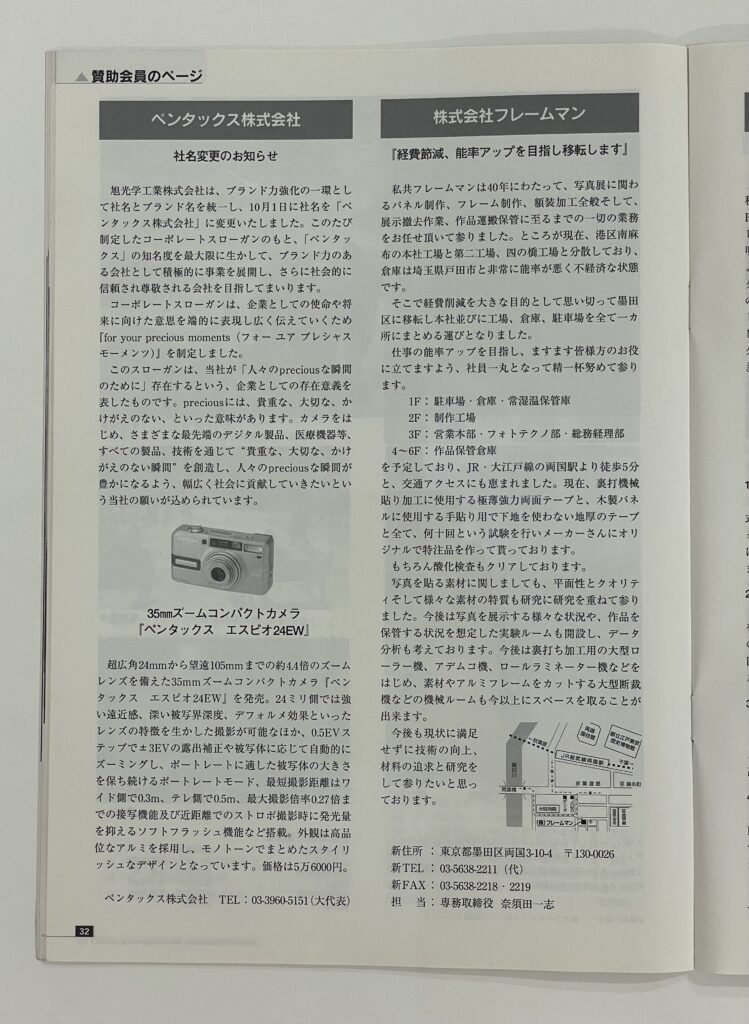 ▲賛助会員のページ
ペンタックス株式会社
社名変更のお知らせ
旭光学工業株式会社は、ブランド力強化の一環とし
て社名とブランド名を統一し、10月1日に社名を「ペ
ンタックス株式会社」に変更いたしました。このたび
制定したコーポレートスローガンのもと、「ペンタッ
クス」の知名度を最大限に生かして、ブランド力のあ
る会社として積極的に事業を展開し、さらに社会的に
信頼され尊敬される会社を目指してまいります。
コーポレートスローガンは、企業としての使命や将
来に向けた意思を端的に表現し広く伝えていくため
『for your precious moments（フォー ユア プレシャス
モーメンツ）』を制定しました。
このスローガンは、当社が「人々のpreciousな瞬間
のために」存在するという、企業としての存在意義を
表したものです。preciousには、貴重な、大切な、か
けがえのない、といった意味があります。カメラをは
じめ、さまざまな最先端のデジタル製品、医療機器等、
すべての製品、技術を通じて“貴重な、大切な、かけ
がえのない瞬間”を創造し、人々のpreciousな瞬間が
豊かになるよう、幅広く社会に貢献していきたいとい
う当社の願いが込められています。
PENTAX
35mmズームコンパクトカメラ
『ペンタックス　エスピオ24EW』
超広角24mmから望遠105mmまでの約4.4倍のズーム
レンズを備えた35mmズームコンパクトカメラ『ペン
タックス　エスピオ24EW』を発売。24ミリ側では強
い遠近感、深い被写界深度、デフォルメ効果といった
レンズの特徴を生かした撮影が可能なほか、0.5EVス
テップで±3EVの露出補正や被写体に応じて自動的に
ズーミングし、ポートレートに適した被写体の大きさ
を保ち続けるポートレートモード、最短撮影距離はワ
イド側で0.3m、テレ側で0.5m、最大撮影倍率0.27倍ま
での接写機能及び近距離でのストロボ撮影時に発光量
を抑えるソフトフラッシュ機能など搭載。外観は高品
位なアルミを採用し、モノトーンでまとめたスタイリ
ッシュなデザインとなっています。価格は5万6000円。
ペンタックス株式会社　TEL：03-3960-5151（大代表）
株式会社フレームマン
『経費節減、能率アップを目指し移転します』
私共フレームマンは40年にわたって、写真展に関わ
るパネル制作、フレーム制作、額装加工全般そして、
展示撤去作業、作品運搬保管に至るまでの一切の業務
をお任せ頂いて参りました。ところが現在、港区南麻
布の本社工場と第二工場、四の橋工場と分散しており、
倉庫は埼玉県戸田市と非常に能率が悪く不経済な状態
です。
そこで経費削減を大きな目的として思い切って墨田
区に移転し本社並びに工場、倉庫、駐車場を全て一カ
所にまとめる運びとなりました。
仕事の能率アップを目指し、ますます皆様方のお役
に立てますよう、社員一丸となって精一杯努めて参り
ます。
1F：駐車場・倉庫・常湿温保管庫
2F：制作工場
3F：営業本部・フォトテクノ部・総務経理部
4〜6F：作品保管倉庫
を予定しており、JR・大江戸線の両国駅より徒歩5分
と、交通アクセスにも恵まれました。現在、裏打機械
貼り加工に使用する極薄強力両面テープと、木製パネ
ルに使用する手貼り用で下地を使わない地厚のテープ
と全て、何十回という試験を行いメーカーさんにオリ
ジナルで特注品を作って貰っております。
もちろん酸化検査もクリアしております。
写真を貼る素材に関しましても、平面性とクオリテ
ィそして様々な素材の特質も研究に研究を重ねて参り
ました。今後は写真を展示する様々な状況や、作品を
保管する状況を想定した実験ルームも開設し、データ
分析も考えております。今後は裏打ち加工用の大型ロ
ーラー機、アデムコ機、ロールラミネーター機などを
はじめ、素材やアルミフレームをカットする大型断裁
機などの機械ルームも今以上にスペースを取ることが
出来ます。
今後も現状に満足
せずに技術の向上、
材料の追求と研究を
して参りたいと思っ
ております。
両国
国技館
都立江戸東京
歴史博物館
JR総武線両国駅
京葉道路
至 錦糸町
隅田川
両国橋
(株)フレームマン
新住所：東京都墨田区両国3-10-4　〒130-0026
新TEL：03-5638-2211（代）
新FAX：03-5638-2218・2219
担　当：専務取締役 奈須田一志
32